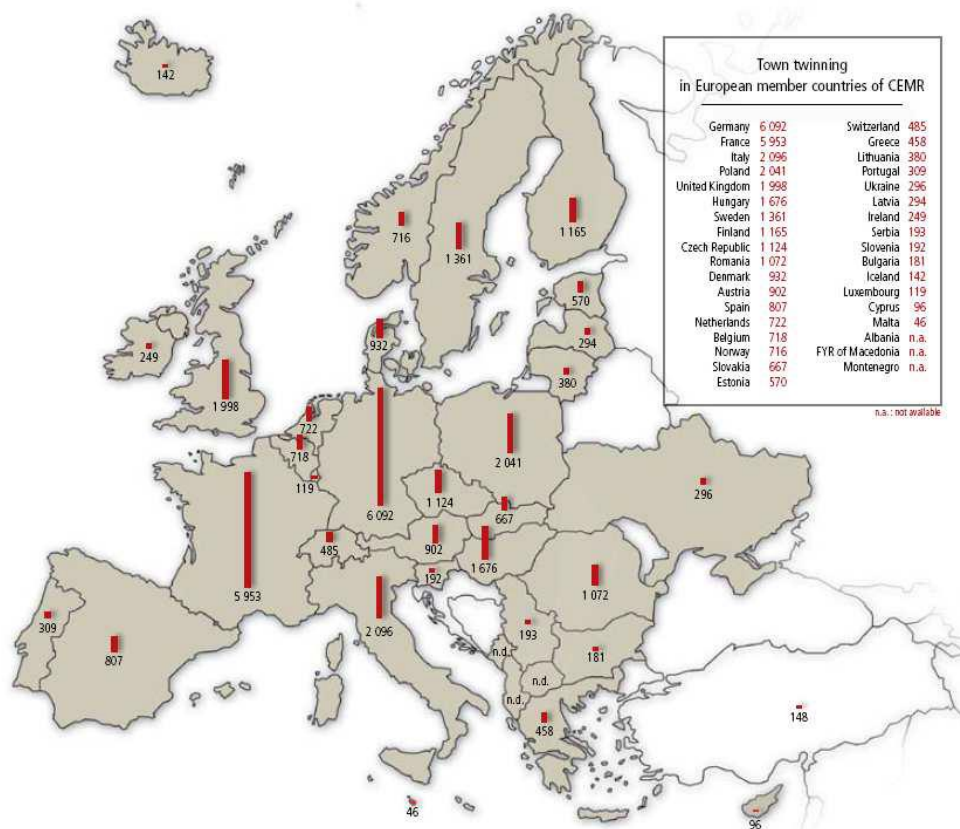 Town twinning
in European member countries of CEMR
Germany 6 092
France 5 953
Italy 2 096
Poland 2 041
United Kingdom 1 998
Hungary 1 676
Sweden 1 361
Finland 1 165
Czech Republic 1 124
Romania 1 072
Denmark 932
Austria 902
Spain 807
Netherlands 722
Belgium 718
Norway 716
Slovakia 667
Estonia 570
Switzerland 485
Greece 458
Lithuania 380
Portugal 309
Ukraine 296
Latvia 294
Ireland 249
Serbia 193
Slovenia 192
Bulgaria 181
Iceland 142
Luxembourg 119
Cyprus 96
Malta 46
Albania n.a.
FYR of Macedonia n.a.
Montenegro n.a.
n.a. : not available
142
716
1 361
1 165
570
294
380
932
249
1 998
722
718
119
6 092
2 041
1 124
667
296
5 953
485
902
1 676
192
1 072
2 096
193
309
807
181
n.d.
n.d.
n.d.
458
148
46
96